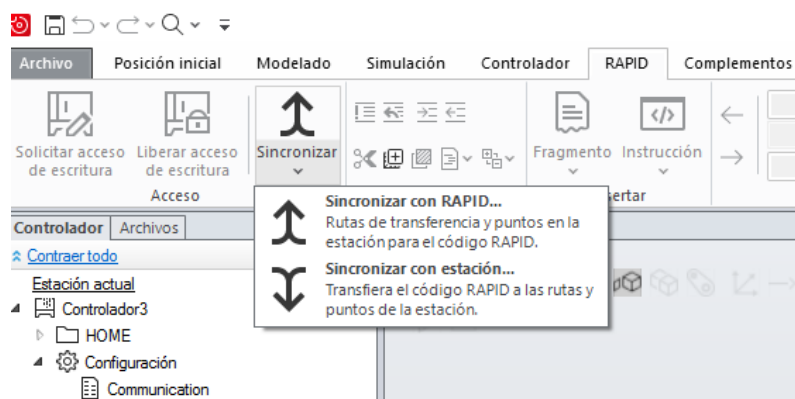 Archivo Posición inicial Modelado Simulación Controlador RAPID Complementos
Solicitar acceso de escritura
Liberar acceso de escritura
Sincronizar
Fragmento
Instrucción
Acceso
Sincronizar con RAPID...
Rutas de transferencia y puntos en la
estación para el código RAPID.
Sincronizar con estación...
Transfiera el código RAPID a las rutas y
puntos de la estación.
ertar
Controlador Archivos
Contraer todo
Estación actual
Controlador3
HOME
Configuración
Communication